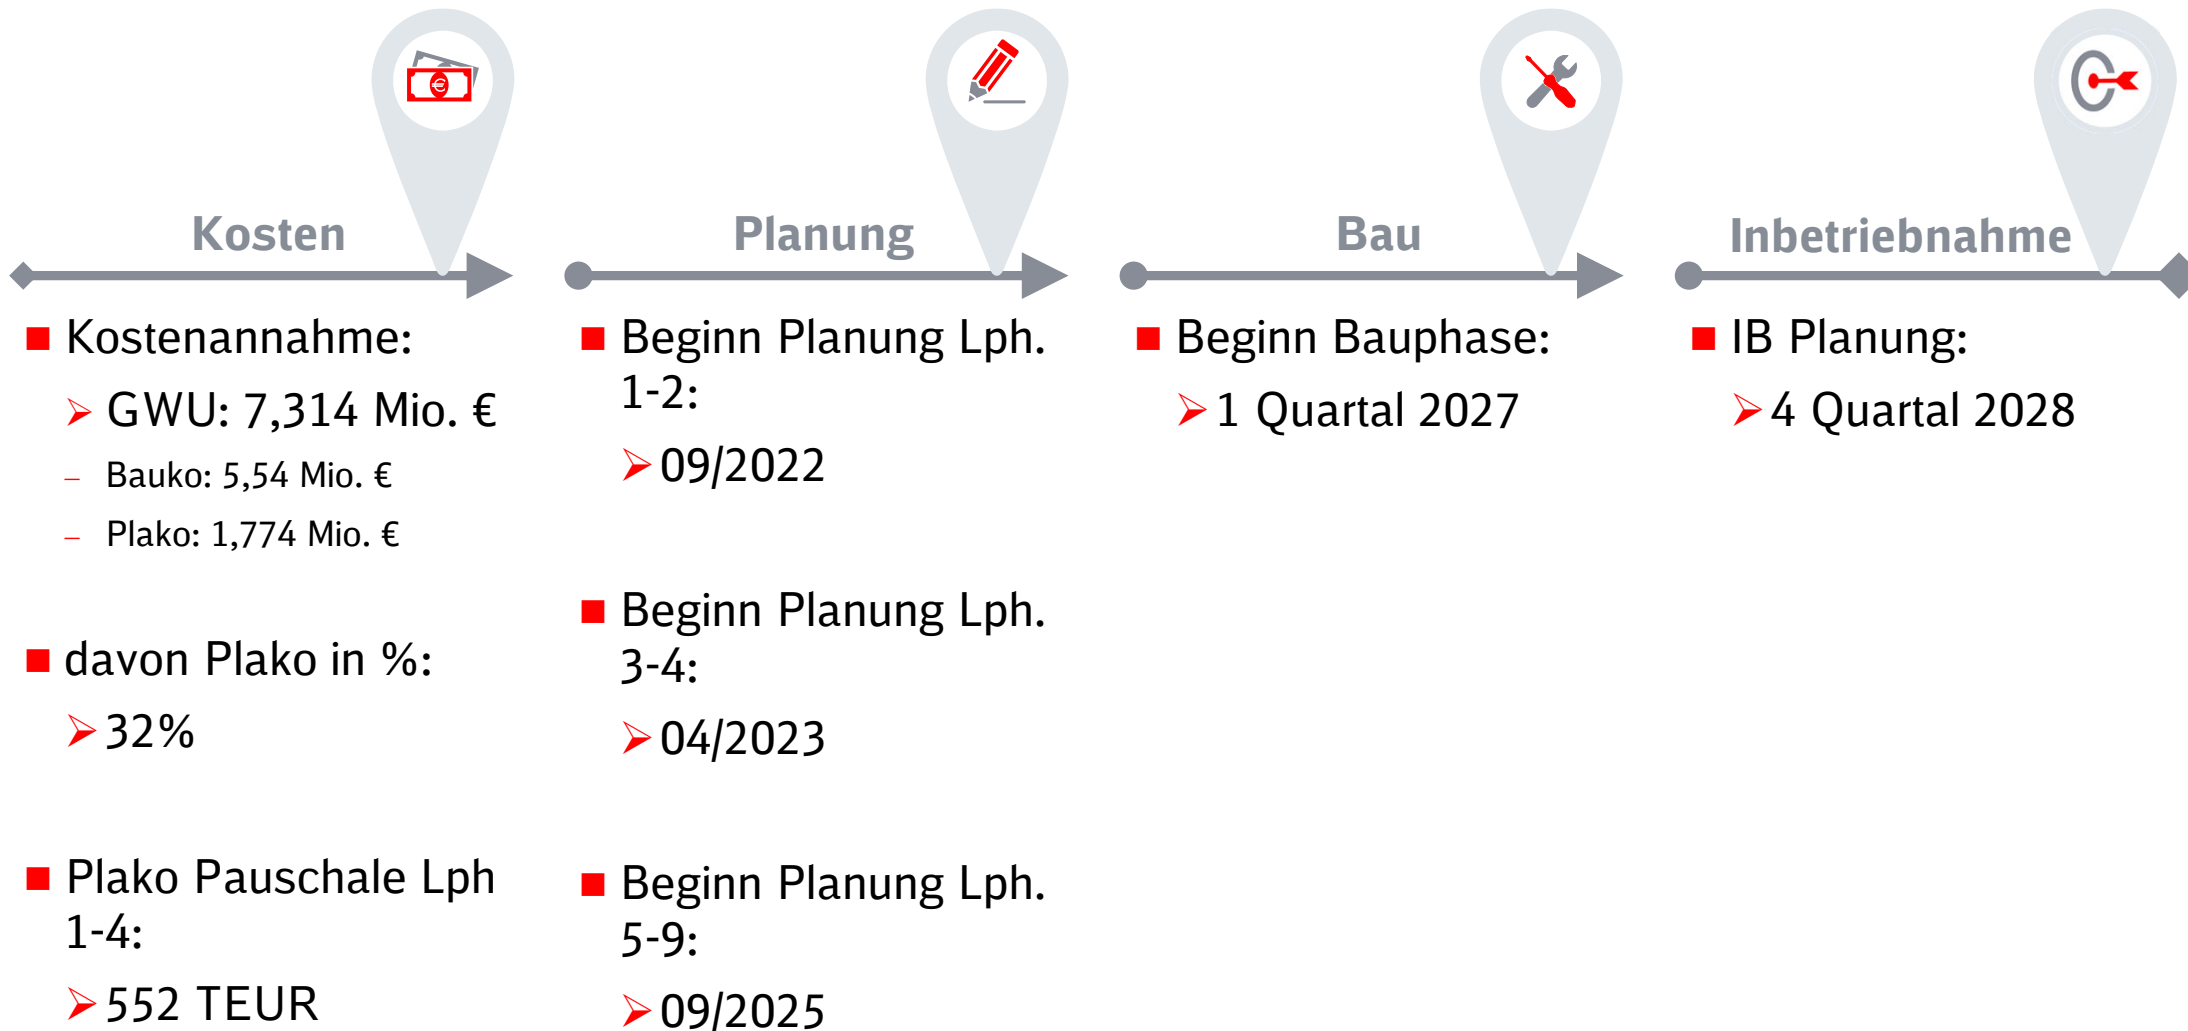 Kosten
Kostenannahme:
GWU: 7,314 Mio. €
– Bauko: 5,54 Mio. €
– Plako: 1,774 Mio. €
davon Plako in %:
32%
Plako Pauschale Lph
1-4:
552 TEUR
Planung
Beginn Planung Lph.
1-2:
09/2022
Beginn Planung Lph.
3-4:
04/2023
Beginn Planung Lph.
5-9:
09/2025
Bau
Beginn Bauphase:
1 Quartal 2027
Inbetriebnahme
IB Planung:
4 Quartal 2028